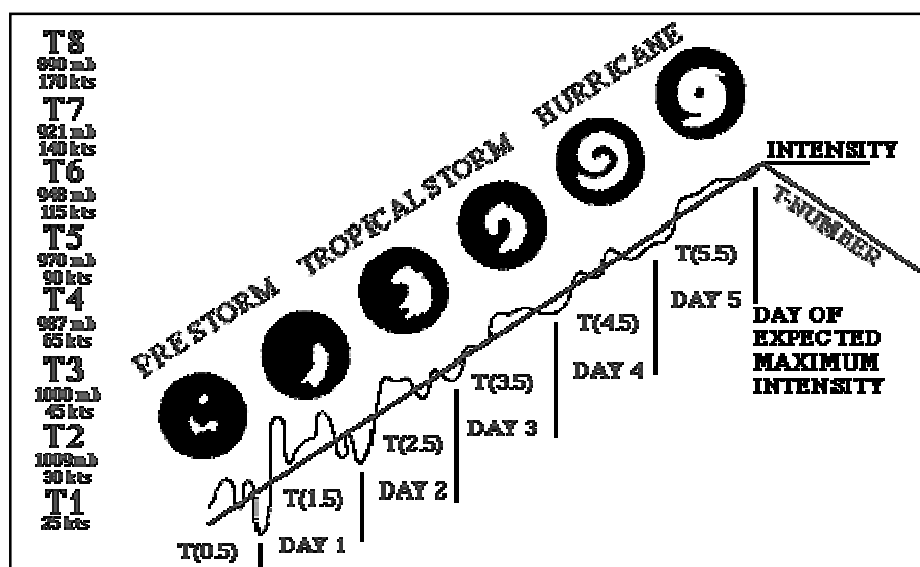 T8
890 mb
170 kts
T7
921 mb
140 kts
T6
948 mb
115 kts
T5
970 mb
90 kts
T4
987 mb
65 kts
T3
1000 mb
45 kts
T2
1009mb
30 kts
T1
25 kts
PRE STORM TROPICAL STORM HURRICANE
INTENSITY
T-NUMBER
T(5.5)
DAY 5
T(4.5)
DAY 4
T(3.5)
DAY 3
T(2.5)
DAY 2
T(1.5)
DAY 1
T(0.5)
DAY OF
EXPECTED
MAXIMUM
INTENSITY